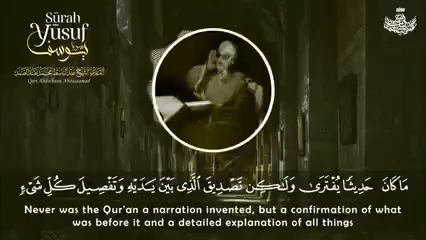 Sūrah
Yusuf
يوسف
Qari Abdulbasit Abdussamad
مَا كَانَ حَدِيثًا يُفْتَرَىٰ وَلَٰكِن تَصْدِيقَ الَّذِي بَيْنَ يَدَيْهِ وَتَفْصِيلَ كُلِّ شَيْءٍ
Never was the Qur'an a narration invented, but a confirmation of what
was before it and a detailed explanation of all things